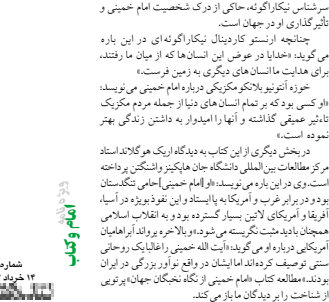 سرشناس نیکاراگوئه، حاکی از درک شخصیت امام خمینی و
تأثیرگذاری او در جهان است.
چنانچه ارنستو کاردینال نیکاراگوئه‌ای در این باره
می‌گوید: «خدایا در عوض این انسان‌ها که از میان ما رفتند،
برای هدایت ما انسان‌های دیگری به زمین فرست.»
خوزه آنتونیو بلانکو مکزیکی درباره امام خمینی می‌نویسد:
«او کسی بود که بر تمام انسان‌های دنیا از جمله مردم مکزیک
تاءثیر عمیقی گذاشته و آنها را امیدوار به داشتن زندگی بهتر
نموده است.»
در بخش دیگری از این کتاب به دیدگاه اریک هوگلاند استاد
مرکز مطالعات بین‌المللی دانشگاه جان هاپکینز واشنگتن پرداخته
است. وی در این باره می‌نویسد: «او [امام خمینی] حامی تنگدستان
بود و در برابر غرب و آمریکا به پا ایستاد و این نفوذ بویژه در آسیا،
آفریقا و آمریکای لاتین بسیار گسترده بود و به انقلاب اسلامی
همچنان با دید مثبت نگریسته می‌شود.» و بالاخره یرواند آبراهامیان
آمریکایی درباره او می‌گوید: «آیت الله خمینی را غالبا یک روحانی
سنتی توصیف کرده‌اند اما ایشان در واقع نوآور بزرگی در ایران
بودند.» مطالعه کتاب «امام خمینی از نگاه نخبگان جهان» پرتویی
از شناخت را بر دیدگان ما باز می‌کند.
ویژه‌نامه
امام و کتاب
شماره
۱۴ خرداد